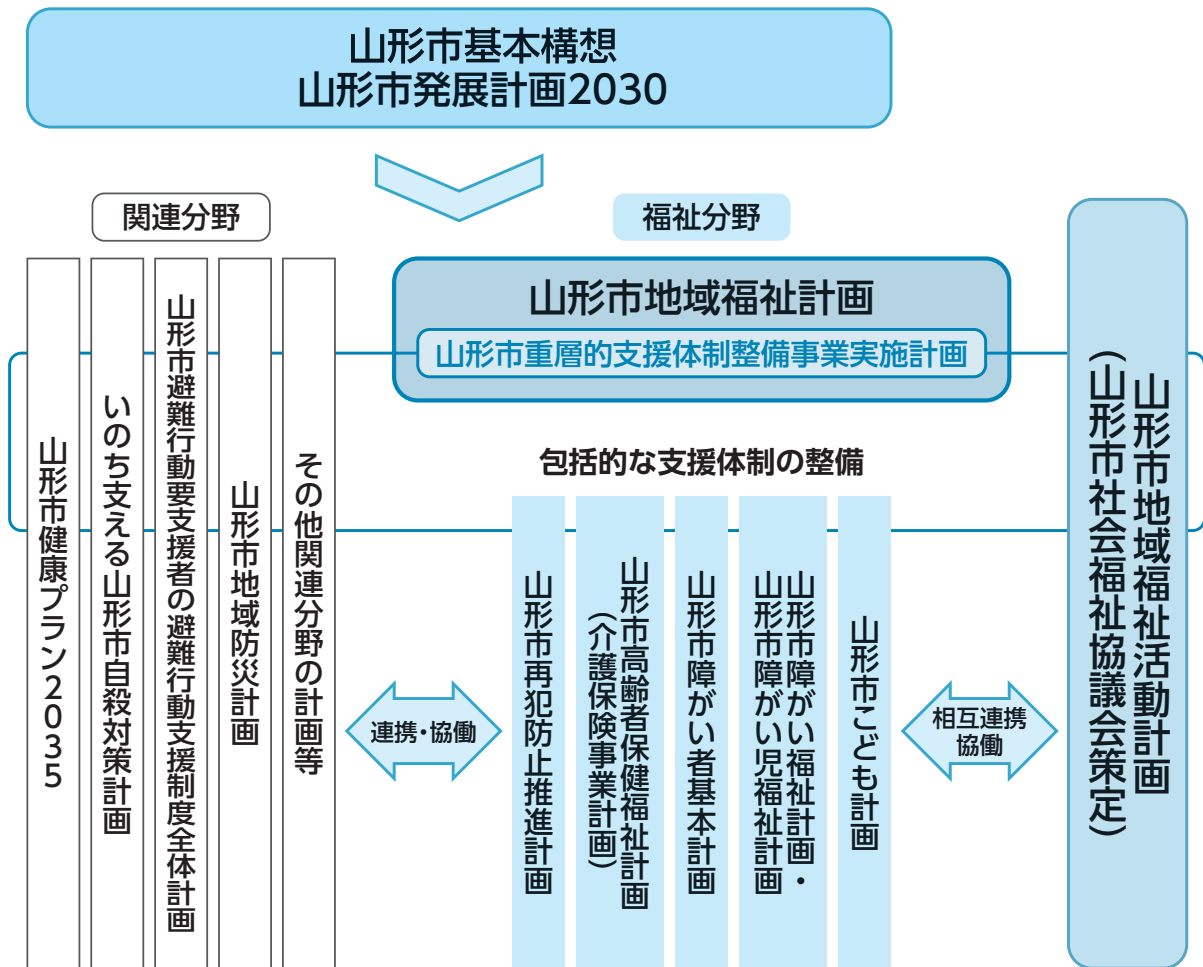 山形市基本構想
山形市発展計画2030
関連分野
福祉分野
山形市地域福祉計画
山形市重層的支援体制整備事業実施計画
包括的な支援体制の整備
山形市健康プラン2035
いのち支える山形市自殺対策計画
山形市避難行動要支援者の避難行動支援制度全体計画
山形市地域防災計画
その他関連分野の計画等
連携・協働
山形市再犯防止推進計画
山形市高齢者保健福祉計画
(介護保険事業計画)
山形市障がい者基本計画
山形市障がい福祉計画・
山形市障がい児福祉計画
山形市こども計画
相互連携
協働
山形市地域福祉活動計画
(山形市社会福祉協議会策定)